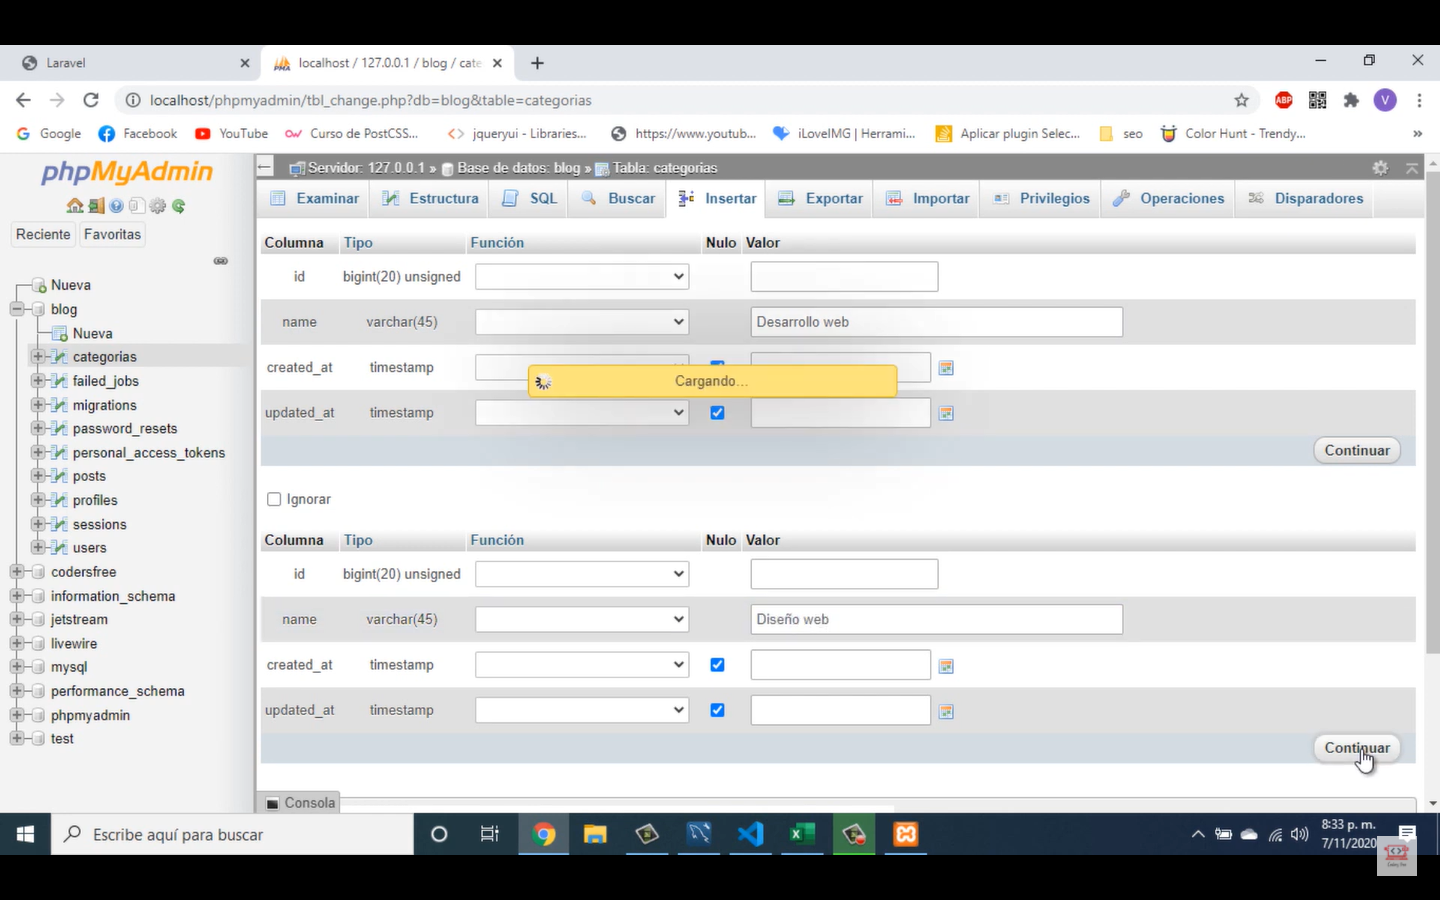 Laravel
localhost / 127.0.0.1 / blog / cate
localhost/phpmyadmin/tbl_change.php?db=blog&table=categorias
ABP
V
Google Facebook YouTube Curso de PostCSS... jqueryui - Libraries... https://www.youtub... iLoveIMG | Herrami... Aplicar plugin Selec... seo Color Hunt - Trendy... »
phpMyAdmin
Reciente Favoritas
Nueva
blog
Nueva
categorias
failed_jobs
migrations
password_resets
personal_access_tokens
posts
profiles
sessions
users
codersfree
information_schema
jetstream
livewire
mysql
performance_schema
phpmyadmin
test
Servidor: 127.0.0.1 » Base de datos: blog » Tabla: categorias
Examinar Estructura SQL Buscar Insertar Exportar Importar Privilegios Operaciones Disparadores
Columna Tipo Función Nulo Valor
id bigint(20) unsigned
name varchar(45) Desarrollo web
created_at timestamp
Cargando...
updated_at timestamp
Continuar
Ignorar
Columna Tipo Función Nulo Valor
id bigint(20) unsigned
name varchar(45) Diseño web
created_at timestamp
updated_at timestamp
Continuar
Consola
Escribe aquí para buscar
8:33 p. m.
7/11/2020